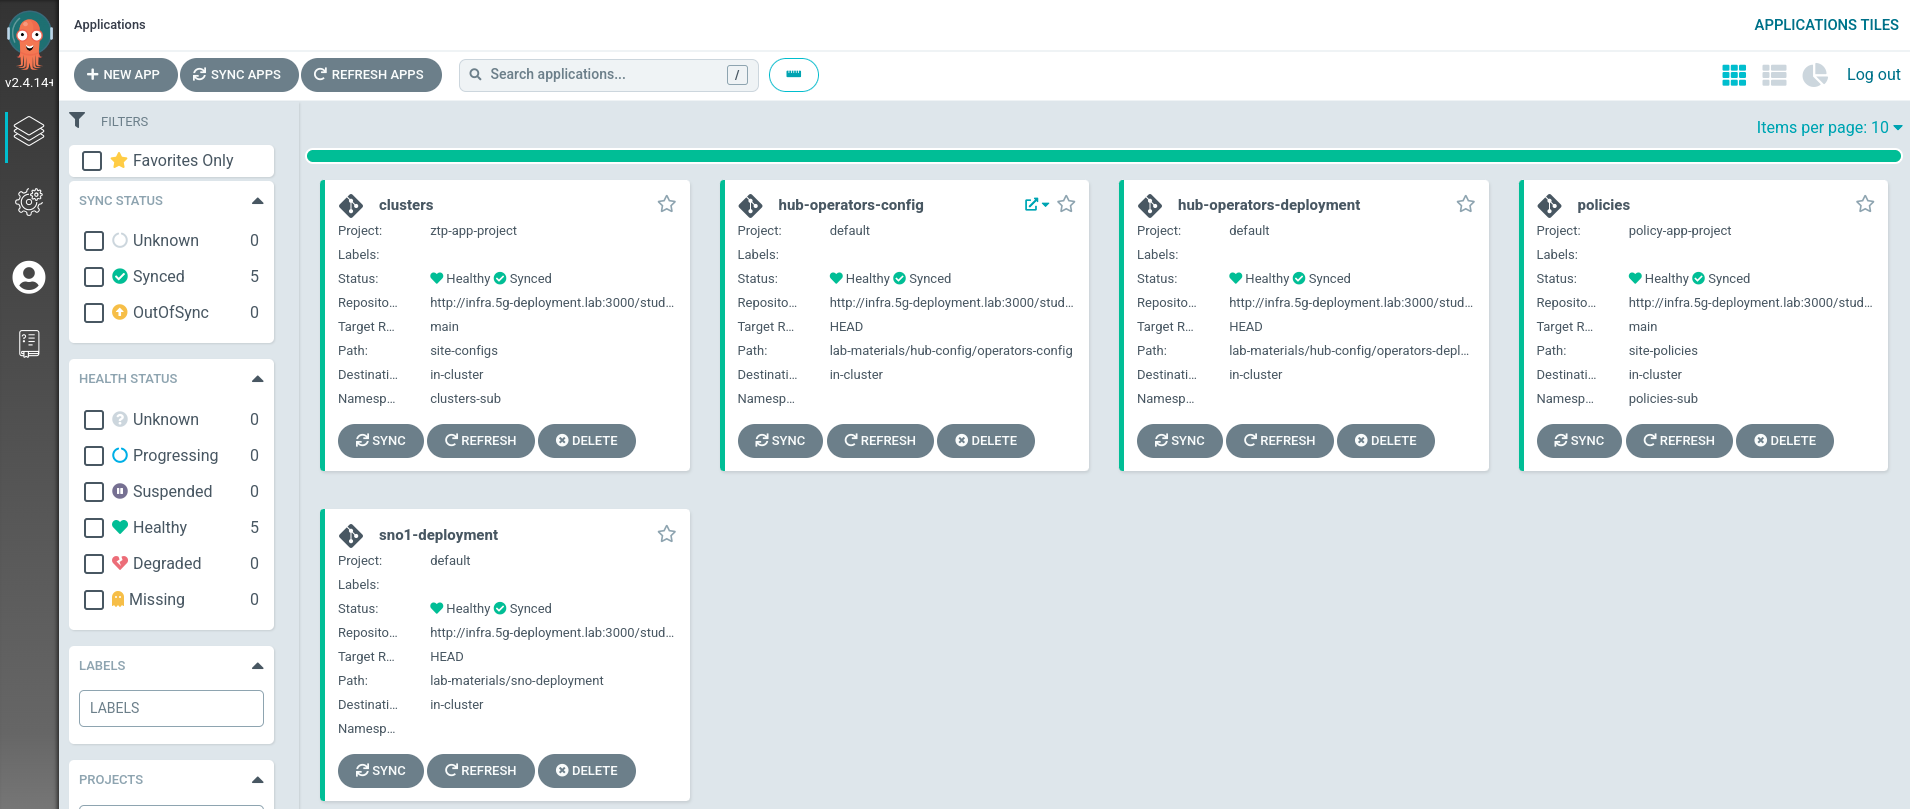 Applications
APPLICATIONS TILES
v2.4.14+
NEW APP
SYNC APPS
REFRESH APPS
Search applications...
/
Log out
FILTERS
Favorites Only
SYNC STATUS
Unknown 0
Synced 5
OutOfSync 0
HEALTH STATUS
Unknown 0
Progressing 0
Suspended 0
Healthy 5
Degraded 0
Missing 0
LABELS
LABELS
PROJECTS
Items per page: 10
clusters
Project: ztp-app-project
Labels:
Status: Healthy Synced
Reposito... http://infra.5g-deployment.lab:3000/stud...
Target R... main
Path: site-configs
Destinati... in-cluster
Namesp... clusters-sub
SYNC REFRESH DELETE
hub-operators-config
Project: default
Labels:
Status: Healthy Synced
Reposito... http://infra.5g-deployment.lab:3000/stud...
Target R... HEAD
Path: lab-materials/hub-config/operators-config
Destinati... in-cluster
Namesp...
SYNC REFRESH DELETE
hub-operators-deployment
Project: default
Labels:
Status: Healthy Synced
Reposito... http://infra.5g-deployment.lab:3000/stud...
Target R... HEAD
Path: lab-materials/hub-config/operators-depl...
Destinati... in-cluster
Namesp...
SYNC REFRESH DELETE
policies
Project: policy-app-project
Labels:
Status: Healthy Synced
Reposito... http://infra.5g-deployment.lab:3000/stud...
Target R... main
Path: site-policies
Destinati... in-cluster
Namesp... policies-sub
SYNC REFRESH DELETE
sno1-deployment
Project: default
Labels:
Status: Healthy Synced
Reposito... http://infra.5g-deployment.lab:3000/stud...
Target R... HEAD
Path: lab-materials/sno-deployment
Destinati... in-cluster
Namesp...
SYNC REFRESH DELETE